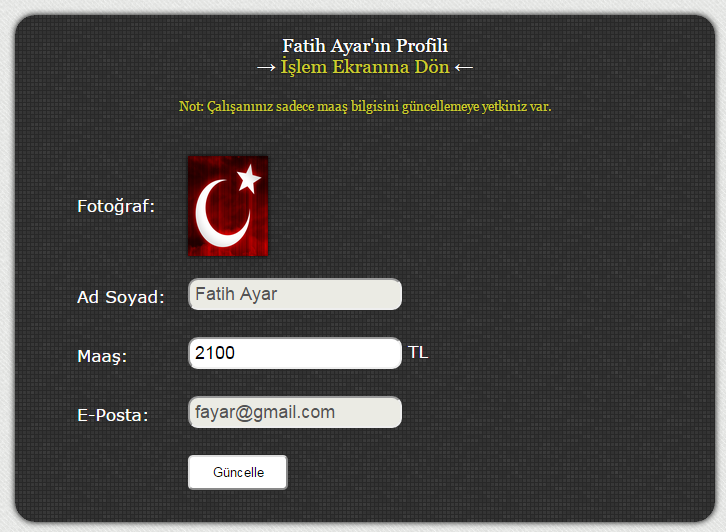 Fatih Ayar'ın Profili
→ İşlem Ekranına Dön ←
Not: Çalışanınız sadece maaş bilgisini güncellemeye yetkiniz var.
Fotoğraf:
Ad Soyad: Fatih Ayar
Maaş: 2100 TL
E-Posta: fayar@gmail.com
Güncelle